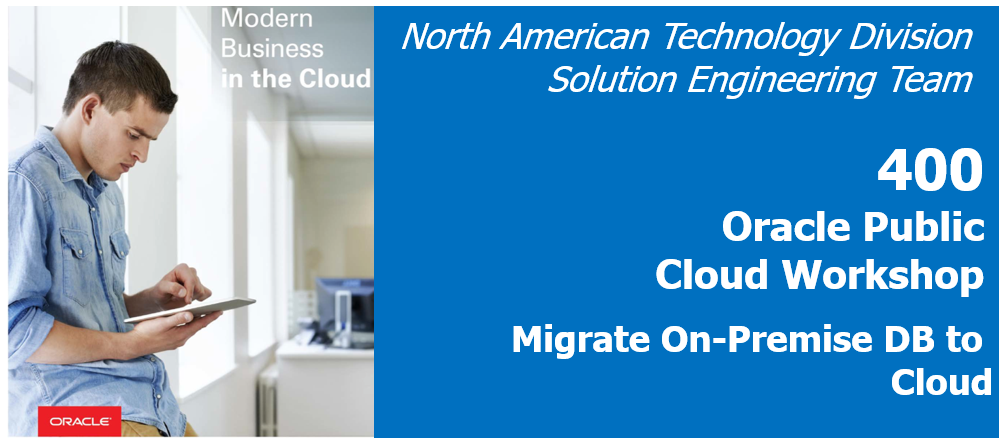 Modern
Business
in the Cloud
ORACLE
North American Technology Division
Solution Engineering Team
400
Oracle Public
Cloud Workshop
Migrate On-Premise DB to
Cloud